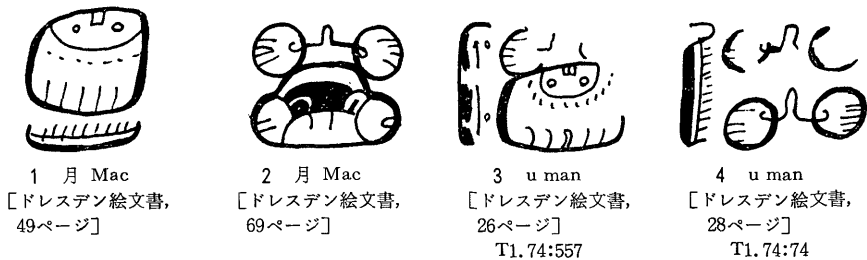 1 月 Mac
［ドレスデン絵文書,
49ページ］
2 月 Mac
［ドレスデン絵文書,
69ページ］
3 u man
［ドレスデン絵文書,
26ページ］
T1. 74:557
4 u man
［ドレスデン絵文書,
28ページ］
T1. 74:74